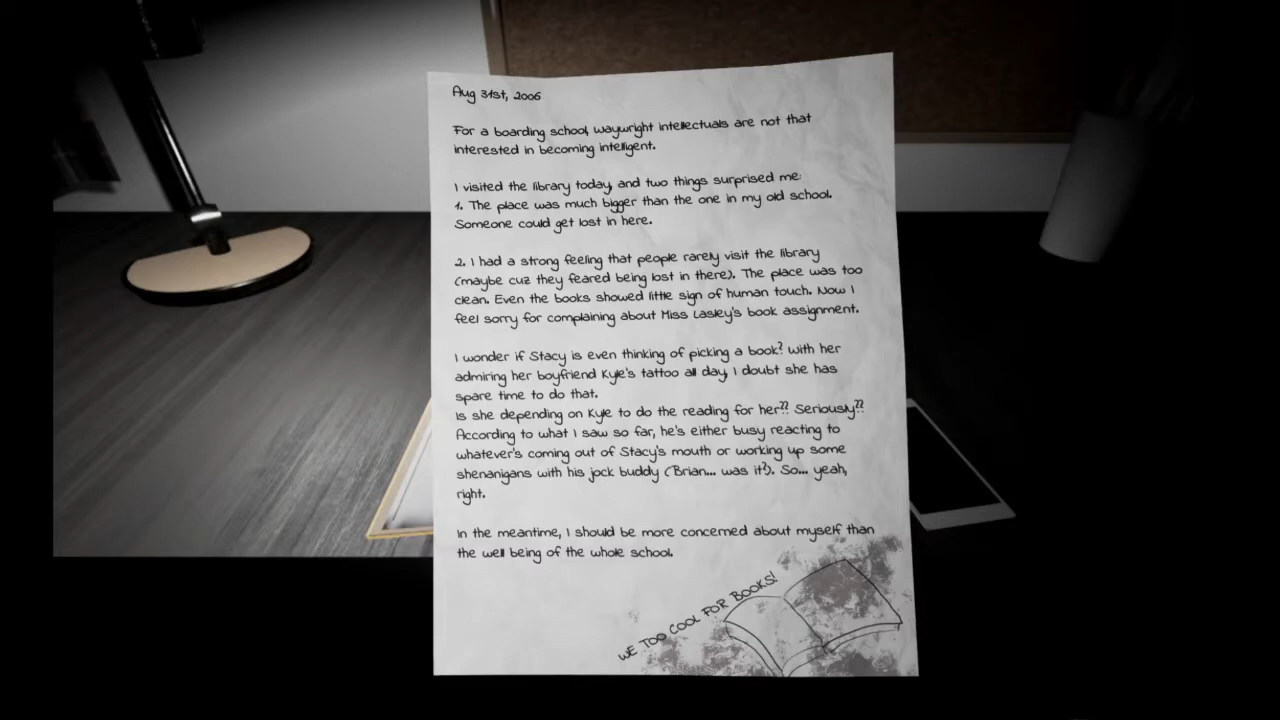 Aug 31st, 2006
For a boarding school, waywright intellectuals are not that
interested in becoming intelligent.
I visited the library today, and two things surprised me:
1. The place was much bigger than the one in my old school.
Someone could get lost in here.
2. I had a strong feeling that people rarely visit the library
(maybe cuz they feared being lost in there). The place was too
clean. Even the books showed little sign of human touch. Now I
feel sorry for complaining about Miss Lasley's book assignment.
I wonder if Stacy is even thinking of picking a book? With her
admiring her boyfriend Kyle's tattoo all day, I doubt she has
spare time to do that.
Is she depending on Kyle to do the reading for her?? Seriously??
According to what I saw so far, he's either busy reacting to
whatever's coming out of Stacy's mouth or working up some
shenanigans with his jock buddy (Brian... was it?). So... yeah,
right.
In the meantime, I should be more concerned about myself than
the well being of the whole school.
WE TOO COOL FOR BOOKS!